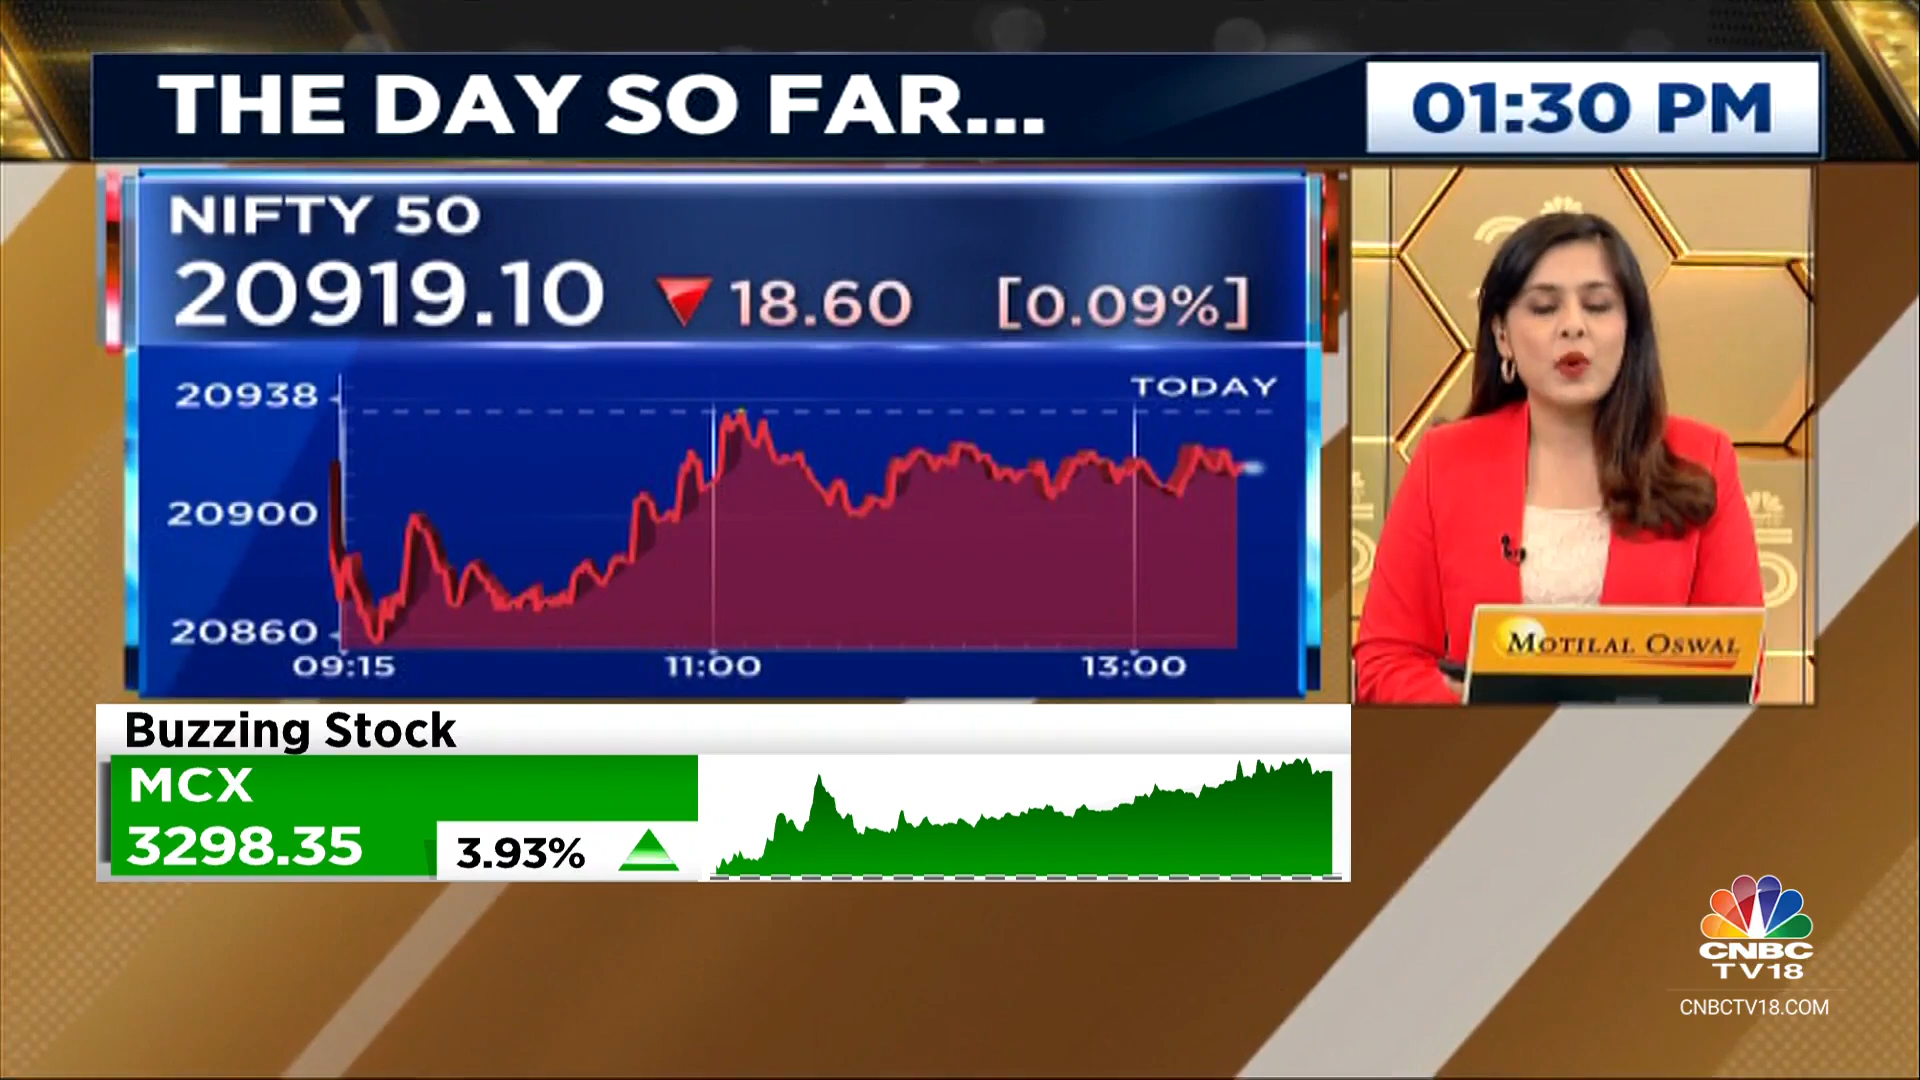 THE DAY SO FAR...
01:30 PM
NIFTY 50
20919.10 ▼ 18.60 [0.09%]
TODAY
20938
20900
20860
09:15 11:00 13:00
MOTILAL OSWAL
Buzzing Stock
MCX
3298.35 3.93%
CNBC
TV18
CNBCTV18.COM